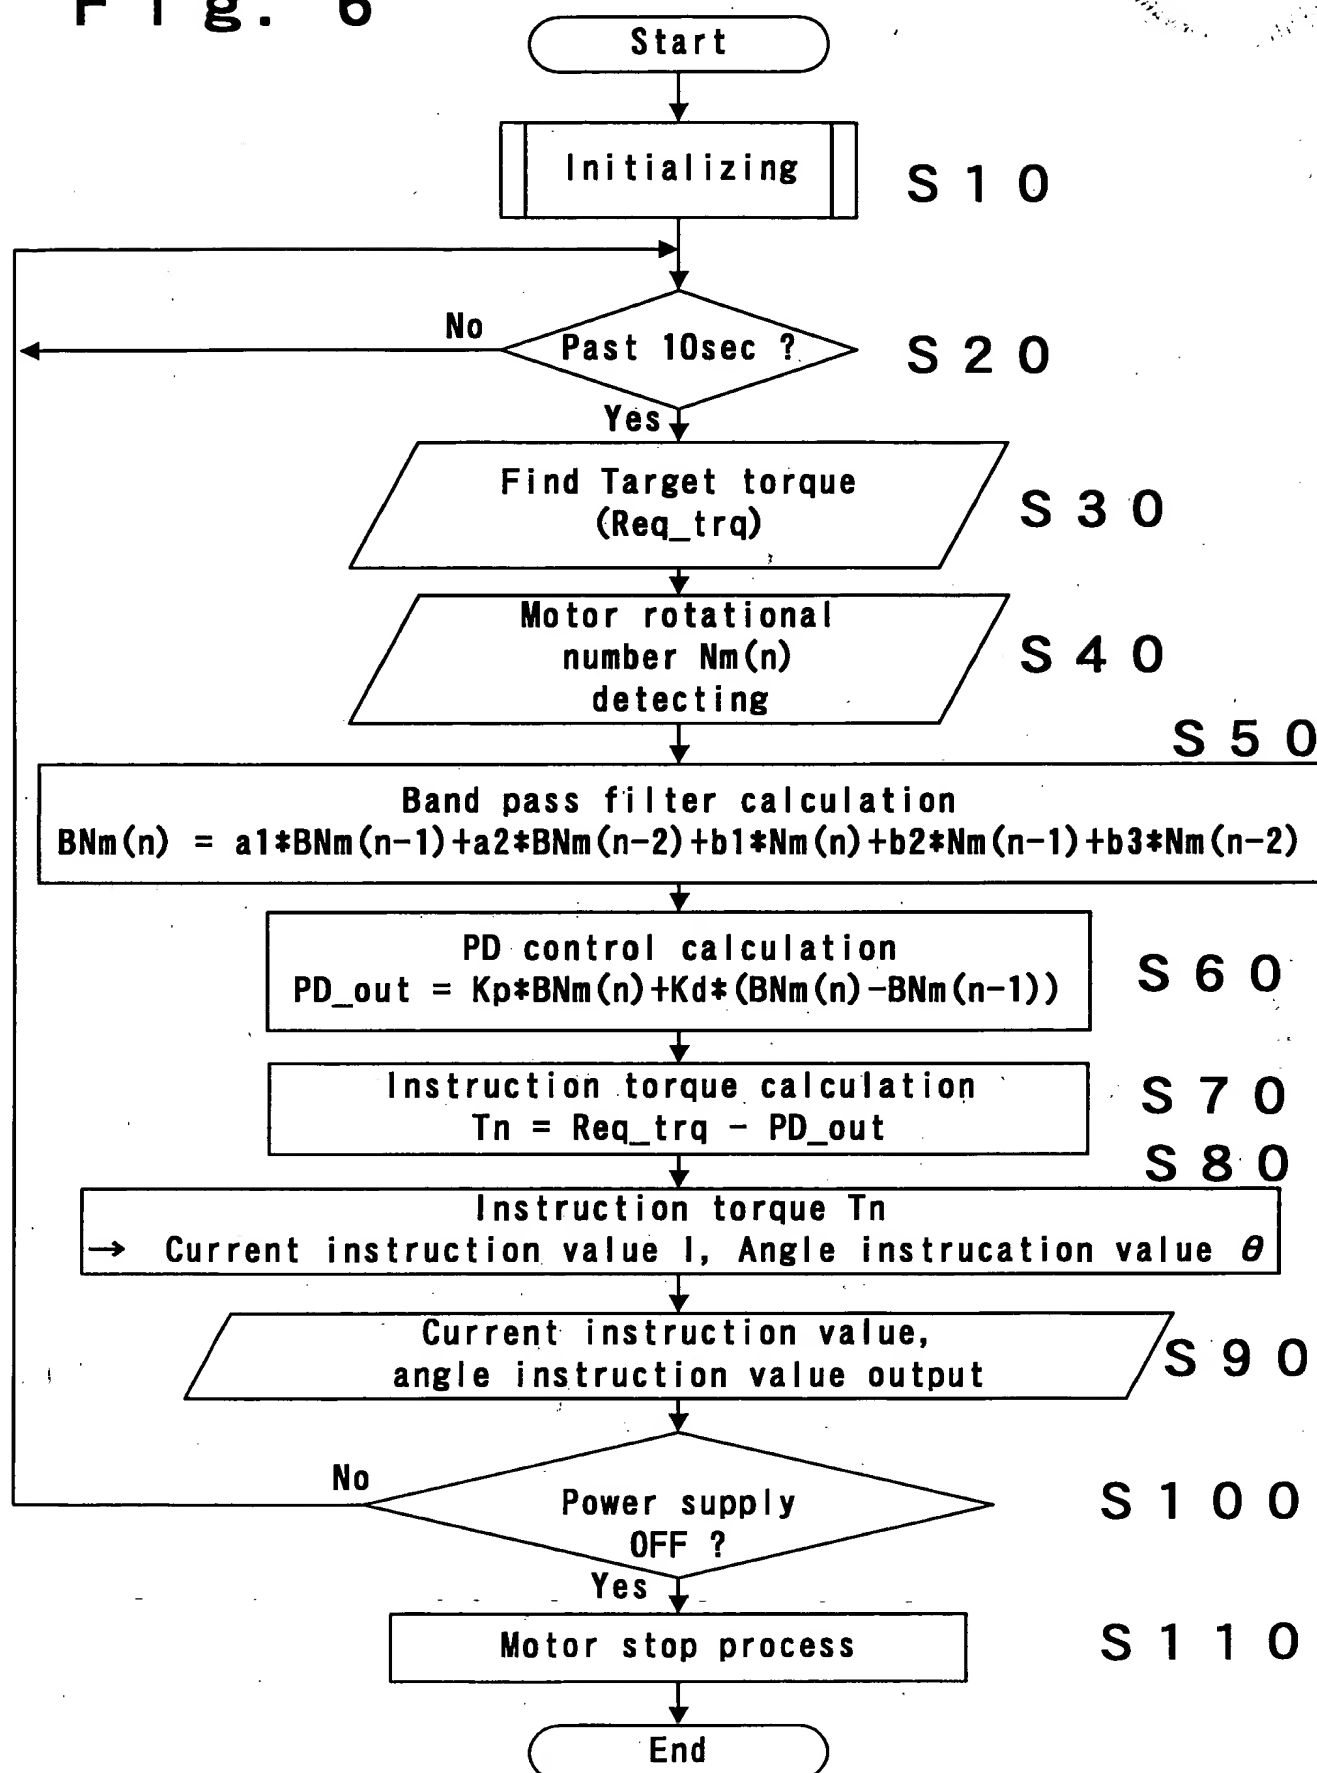 Fig. 6
Start
Initializing
S10
No
Past 10sec ?
S20
Yes
Find Target torque
(Req_trq)
S30
Motor rotational
number Nm(n)
detecting
S40
S50
Band pass filter calculation
BNm(n) = a1*BNm(n-1)+a2*BNm(n-2)+b1*Nm(n)+b2*Nm(n-1)+b3*Nm(n-2)
PD control calculation
PD_out = Kp*BNm(n)+Kd*(BNm(n)-BNm(n-1))
S60
Instruction torque calculation
Tn = Req_trq - PD_out
S70
S80
Instruction torque Tn
→ Current instruction value I, Angle instrucation value θ
Current instruction value,
angle instruction value output
S90
No
Power supply
OFF ?
S100
Yes
Motor stop process
S110
End